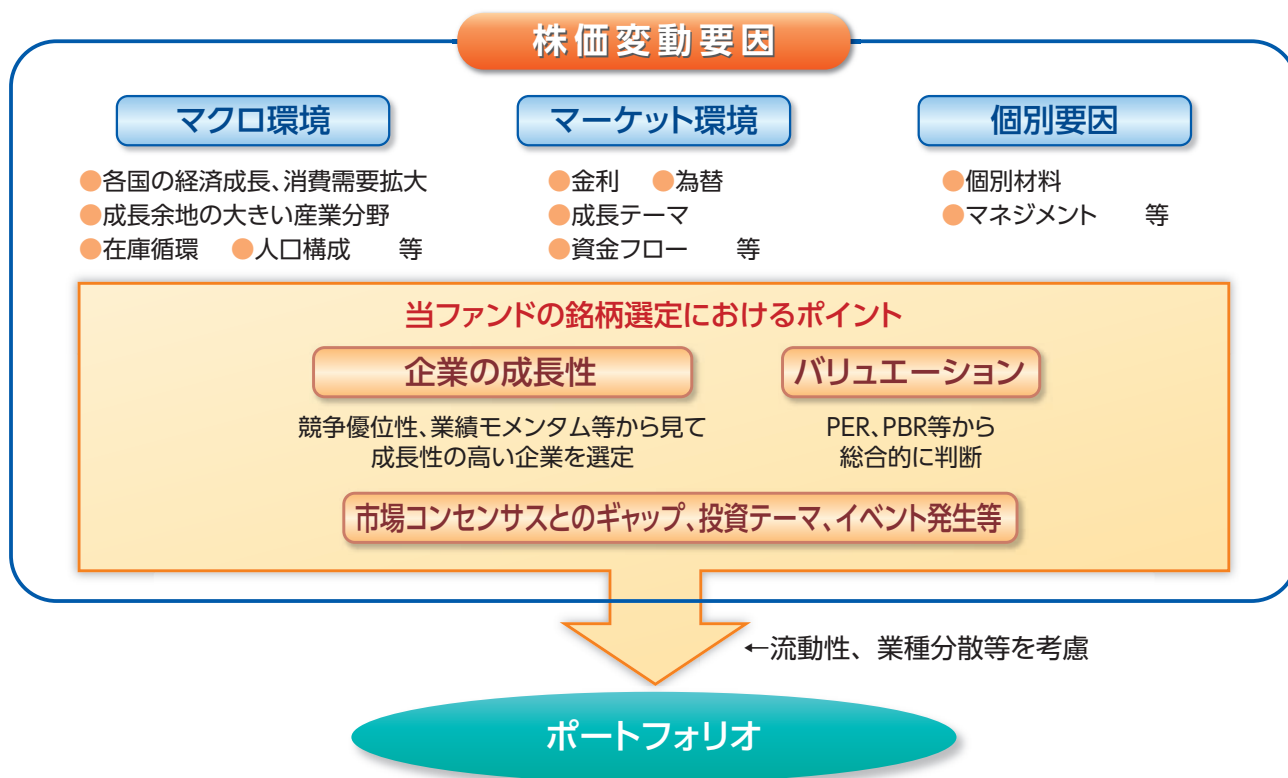 株価変動要因
マクロ環境
●各国の経済成長、消費需要拡大
●成長余地の大きい産業分野
●在庫循環 ●人口構成 等
マーケット環境
●金利 ●為替
●成長テーマ
●資金フロー 等
個別要因
●個別材料
●マネジメント 等
当ファンドの銘柄選定におけるポイント
企業の成長性
競争優位性、業績モメンタム等から見て
成長性の高い企業を選定
バリュエーション
PER、PBR等から
総合的に判断
市場コンセンサスとのギャップ、投資テーマ、イベント発生等
←流動性、業種分散等を考慮
ポートフォリオ